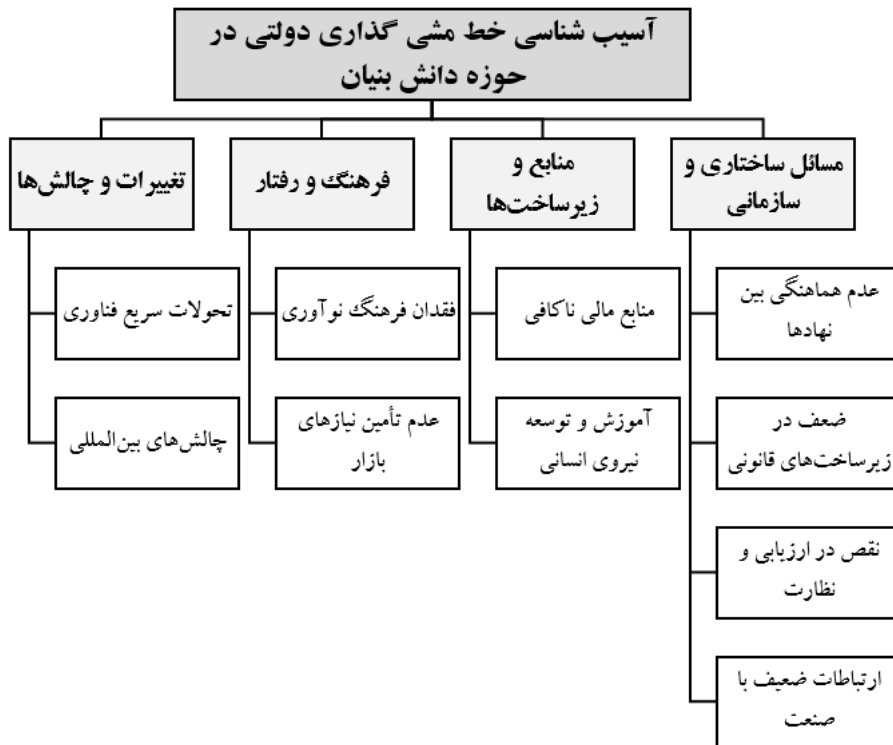 آسیب شناسی خط مشی گذاری دولتی در
حوزه دانش بنیان
مسائل ساختاری و
سازمانی
عدم هماهنگی بین
نهادها
ضعف در
زیرساخت‌های قانونی
نقص در ارزیابی و
نظارت
ارتباطات ضعیف با
صنعت
منابع و
زیرساخت‌ها
منابع مالی ناکافی
آموزش و توسعه
نیروی انسانی
فرهنگ و رفتار
فقدان فرهنگ نوآوری
عدم تأمین نیازهای
بازار
تغییرات و چالش‌ها
تحولات سریع فناوری
چالش‌های بین‌المللی